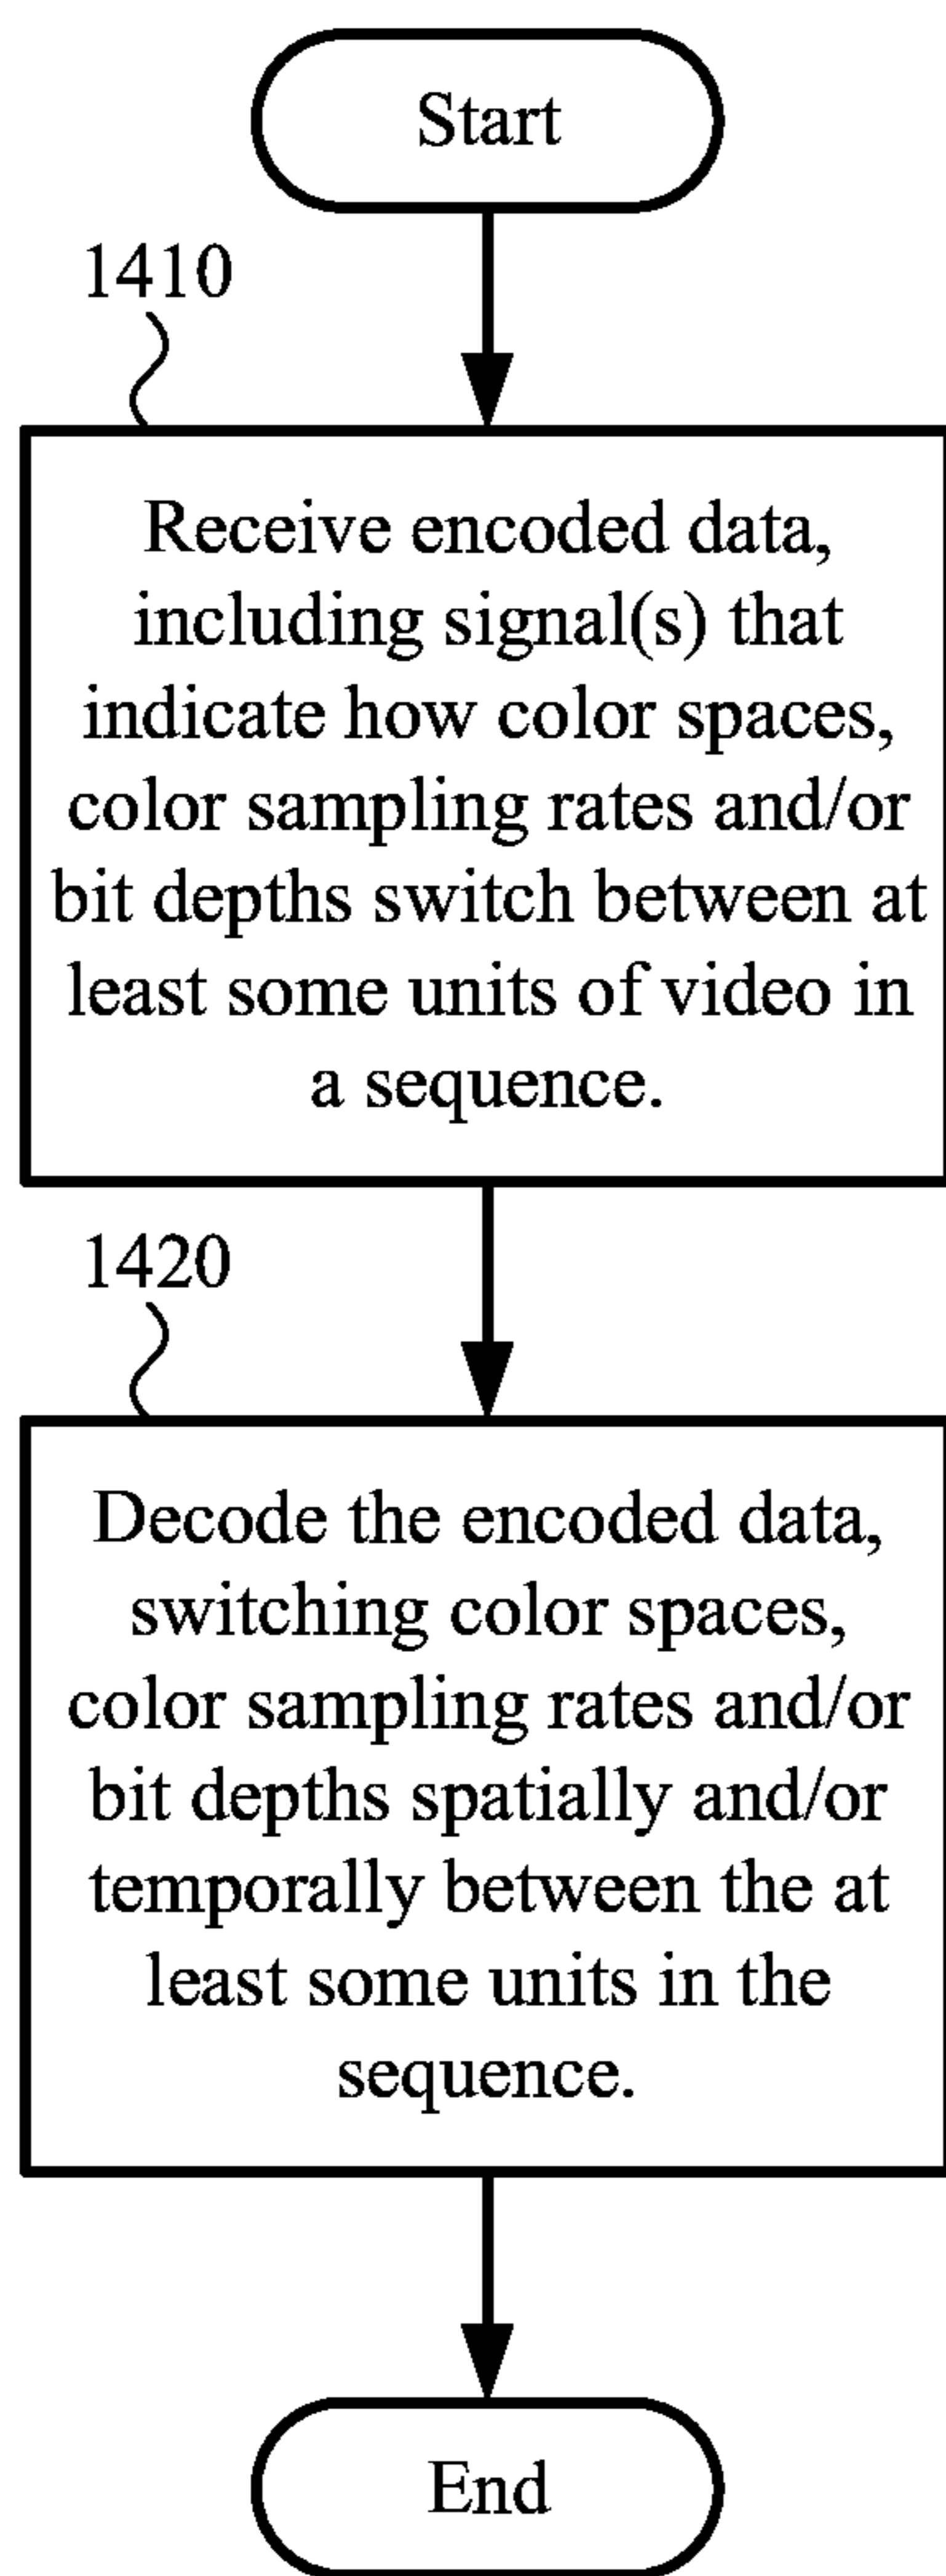 Start
1410
Receive encoded data,
including signal(s) that
indicate how color spaces,
color sampling rates and/or
bit depths switch between at
least some units of video in
a sequence.
1420
Decode the encoded data,
switching color spaces,
color sampling rates and/or
bit depths spatially and/or
temporally between the at
least some units in the
sequence.
End